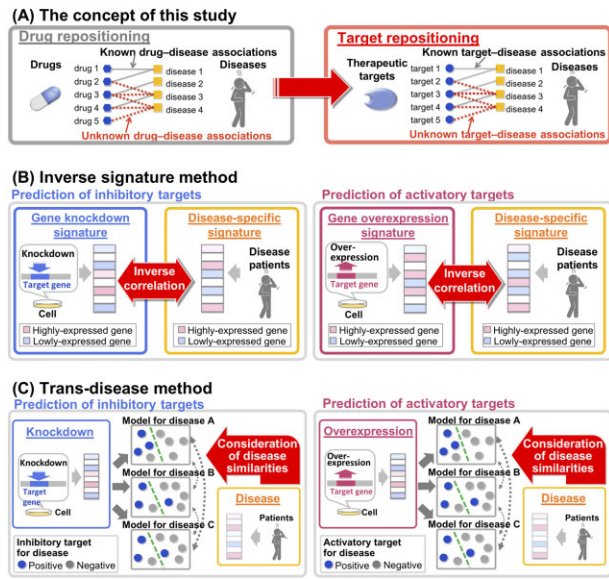 (A) The concept of this study
Drug repositioning
Known drug–disease associations
Drugs
drug 1
drug 2
drug 3
drug 4
drug 5
disease 1
disease 2
disease 3
disease 4
Diseases
Unknown drug–disease associations
Target repositioning
Known target–disease associations
Therapeutic
targets
target 1
target 2
target 3
target 4
target 5
disease 1
disease 2
disease 3
disease 4
Diseases
Unknown target–disease associations
(B) Inverse signature method
Prediction of inhibitory targets
Gene knockdown
signature
Knockdown
Target gene
Cell
Highly-expressed gene
Lowly-expressed gene
Inverse
correlation
Disease-specific
signature
Disease
patients
Highly-expressed gene
Lowly-expressed gene
Prediction of activatory targets
Gene overexpression
signature
Over-
expression
Target gene
Cell
Highly-expressed gene
Lowly-expressed gene
Inverse
correlation
Disease-specific
signature
Disease
patients
Highly-expressed gene
Lowly-expressed gene
(C) Trans-disease method
Prediction of inhibitory targets
Knockdown
Knockdown
Target
gene
Cell
Model for disease A
Model for disease B
Model for disease C
Consideration
of disease
similarities
Disease
Patients
Inhibitory target
for disease
Positive
Negative
Prediction of activatory targets
Overexpression
Over-
expression
Target gene
Cell
Model for disease A
Model for disease B
Model for disease C
Consideration
of disease
similarities
Disease
Patients
Activatory target
for disease
Positive
Negative